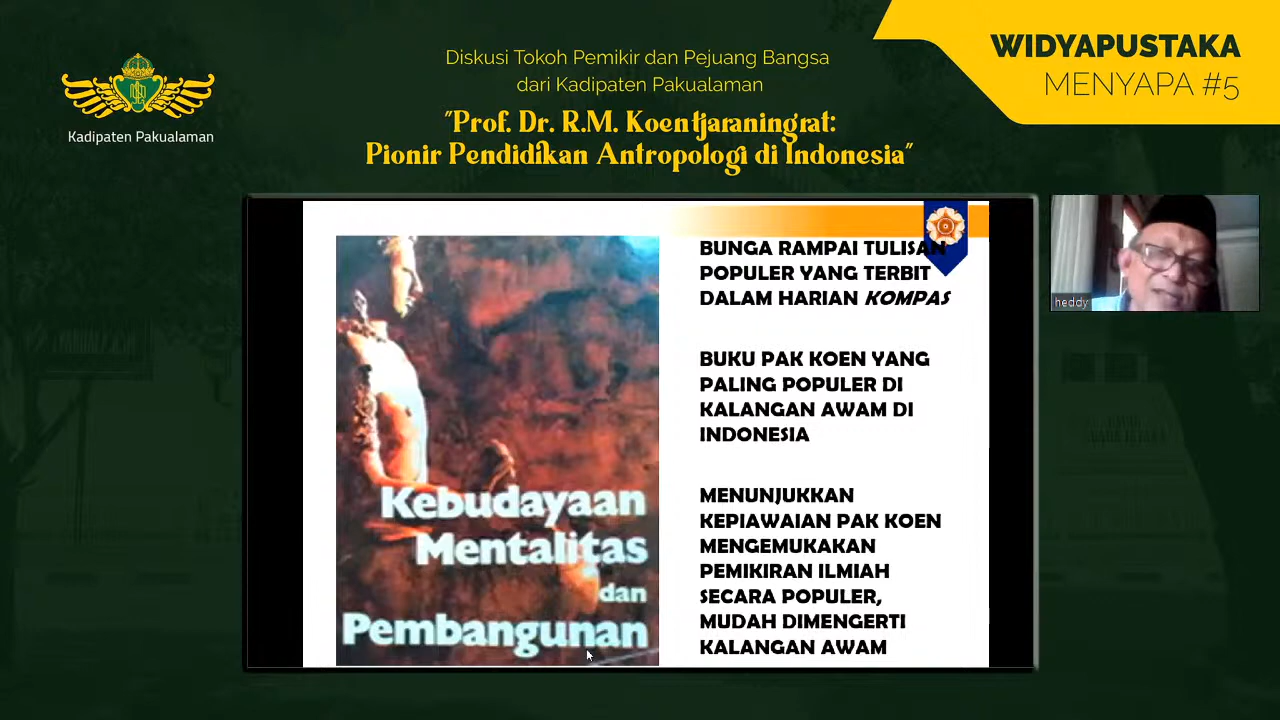 Diskusi Tokoh Pemikir dan Pejuang Bangsa
dari Kadipaten Pakualaman
"Prof. Dr. R.M. Koentjaraningrat:
Pionir Pendidikan Antropologi di Indonesia"
WIDYAPUSTAKA
MENYAPA #5
Kadipaten Pakualaman
Kebudayaan
Mentalitas
dan
Pembangunan
BUNGA RAMPAI TULISAN
POPULER YANG TERBIT
DALAM HARIAN KOMPAS
BUKU PAK KOEN YANG
PALING POPULER DI
KALANGAN AWAM DI
INDONESIA
MENUNJUKKAN
KEPIAWAIAN PAK KOEN
MENGEMUKAKAN
PEMIKIRAN ILMIAH
SECARA POPULER,
MUDAH DIMENGERTI
KALANGAN AWAM
heddy